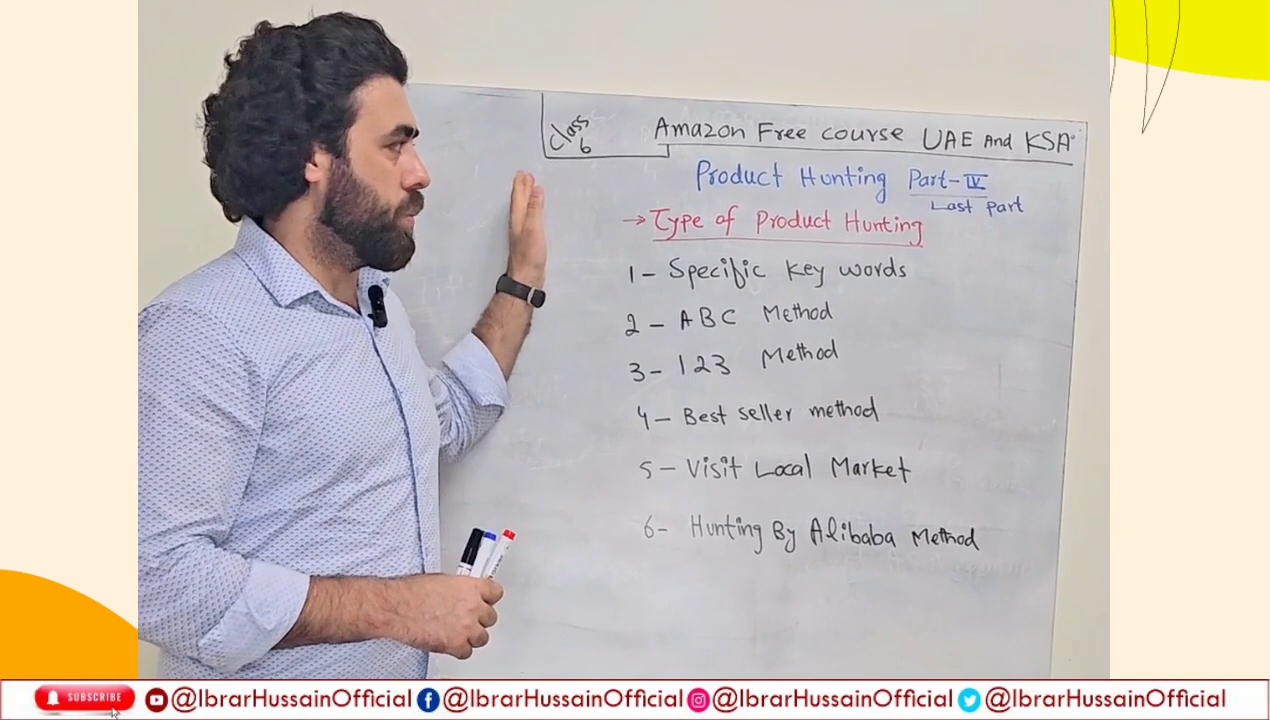 Class 6
Amazon Free course UAE And KSA
Product Hunting Part-IV
Last part
→ Type of Product Hunting
1- Specific Key words
2- ABC Method
3- 123 Method
4- Best seller method
5- Visit Local Market
6- Hunting By Alibaba Method
SUBSCRIBE @IbrarHussainOfficial @IbrarHussainOfficial @IbrarHussainOfficial @IbrarHussainOfficial